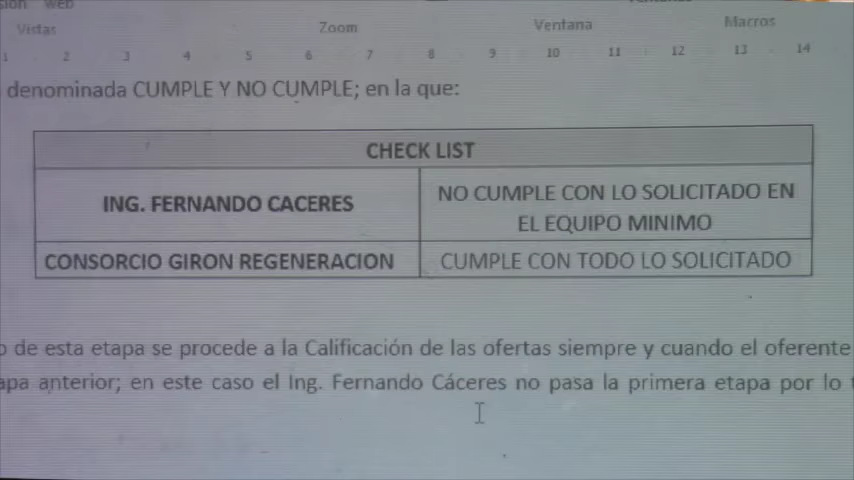 web
Vistas Zoom Ventana Macros
1 2 3 4 5 6 7 8 9 10 11 12 13 14
denominada CUMPLE Y NO CUMPLE; en la que:
CHECK LIST
ING. FERNANDO CACERES
NO CUMPLE CON LO SOLICITADO EN
EL EQUIPO MINIMO
CONSORCIO GIRON REGENERACION
CUMPLE CON TODO LO SOLICITADO
o de esta etapa se procede a la Calificación de las ofertas siempre y cuando el oferente
apa anterior; en este caso el Ing. Fernando Cáceres no pasa la primera etapa por lo t